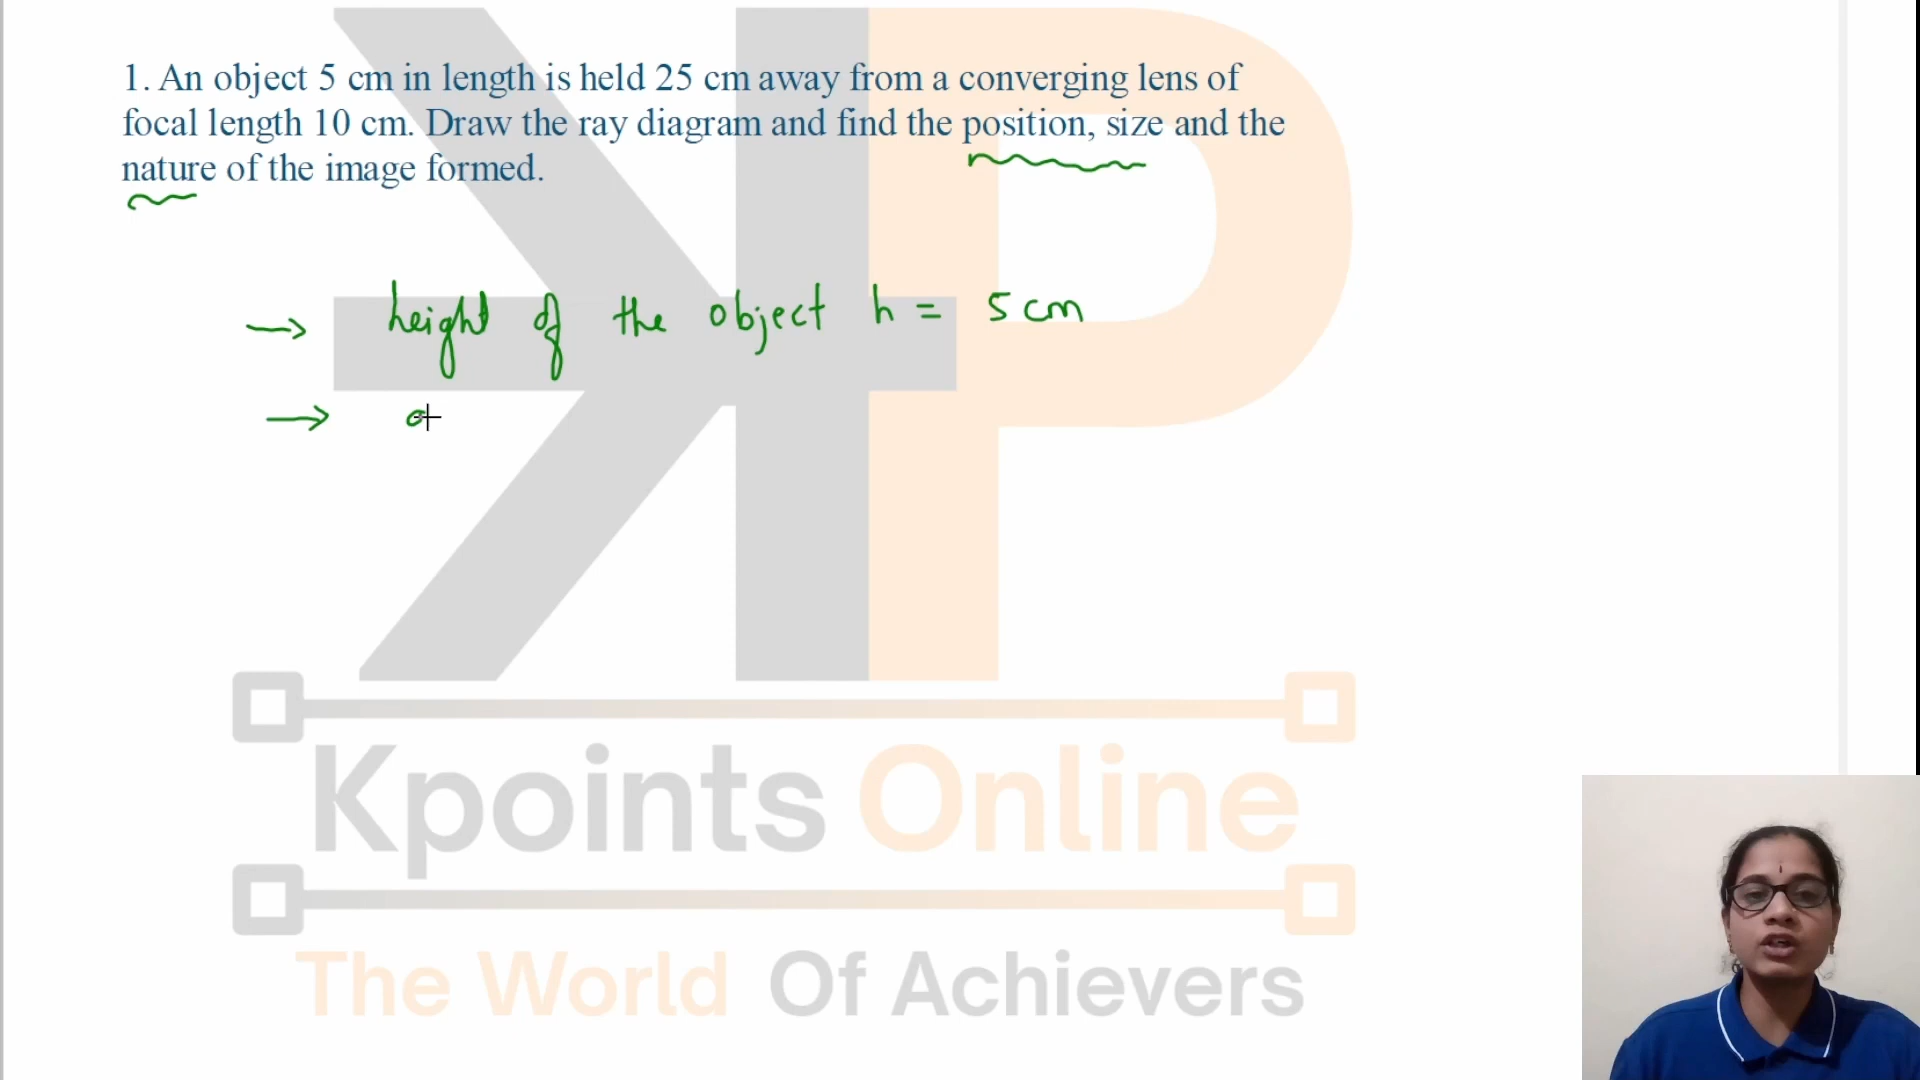 1. An object 5 cm in length is held 25 cm away from a converging lens of
focal length 10 cm. Draw the ray diagram and find the position, size and the
nature of the image formed.
→ height of the object h = 5 cm
→ o
Kpoints Online
The World Of Achievers